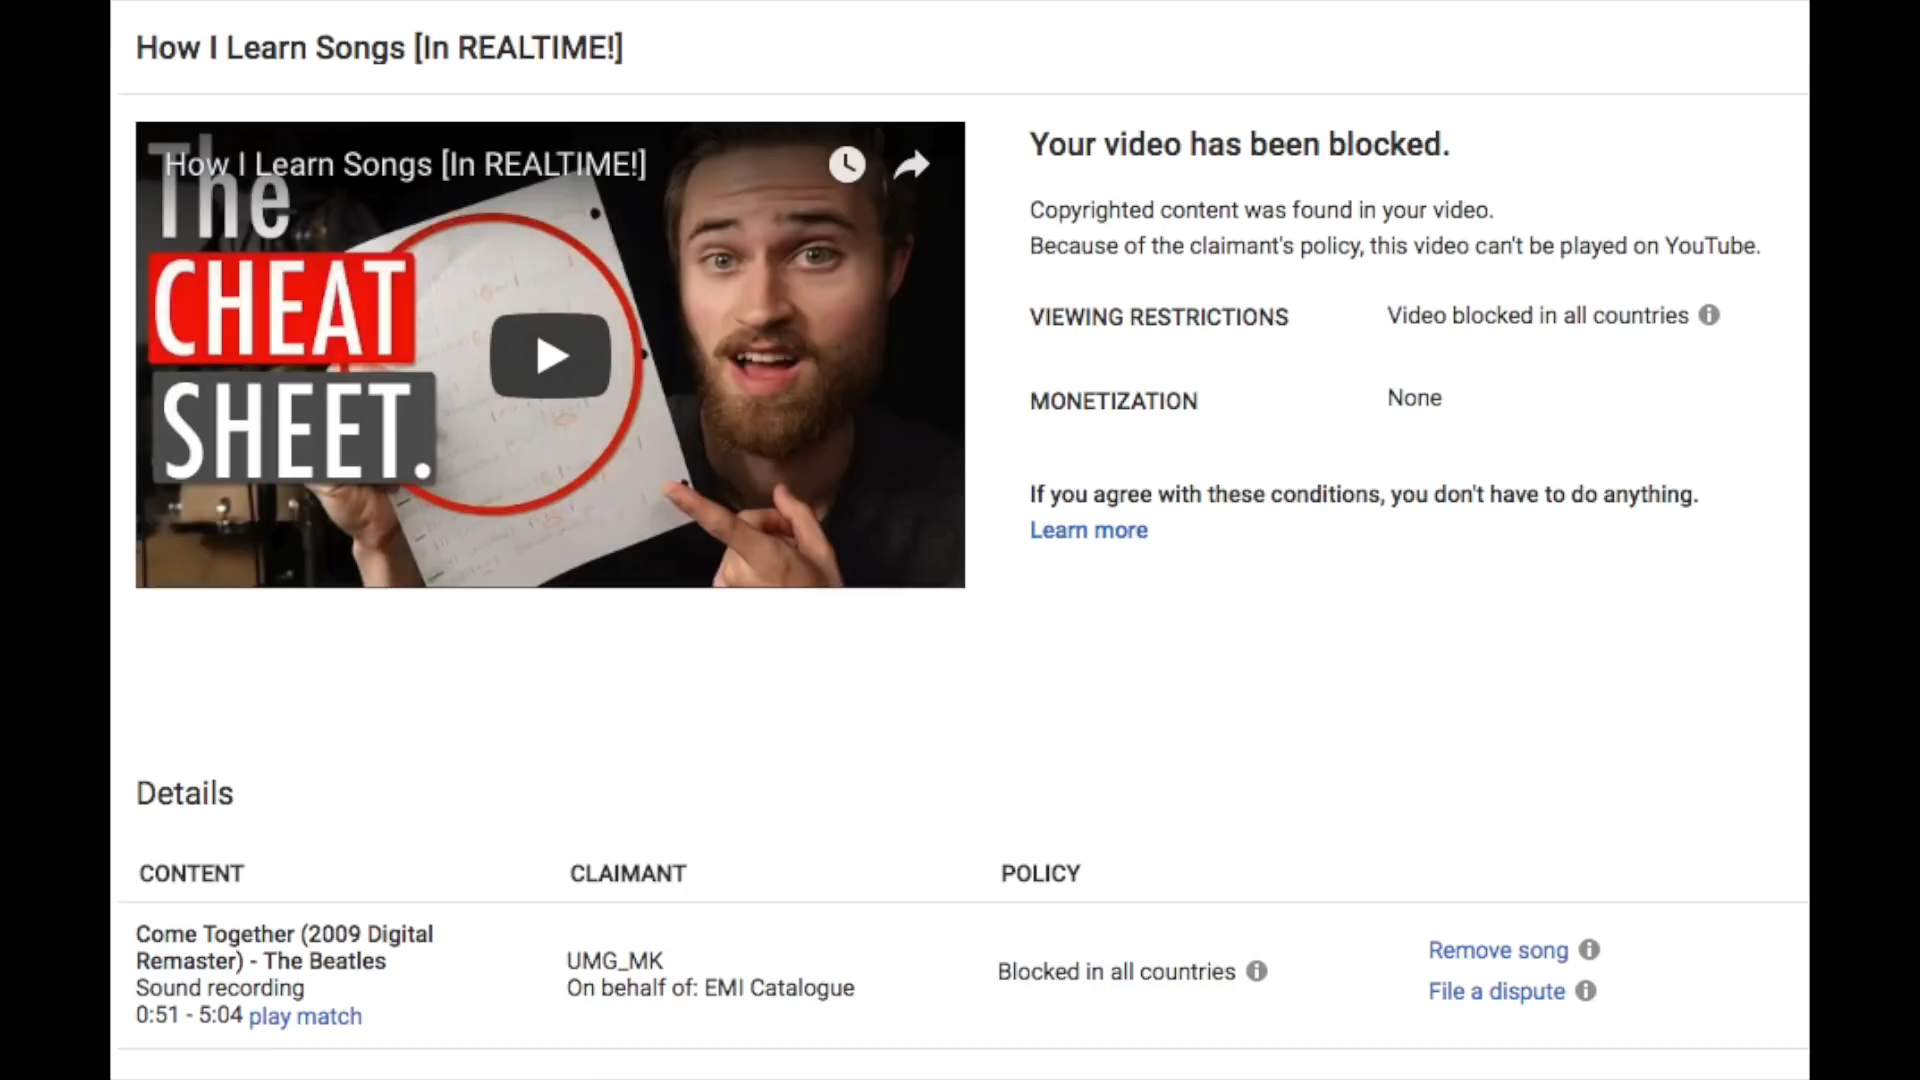 How I Learn Songs [In REALTIME!]
How I Learn Songs [In REALTIME!]
The
CHEAT
SHEET.
Your video has been blocked.
Copyrighted content was found in your video.
Because of the claimant's policy, this video can't be played on YouTube.
VIEWING RESTRICTIONS Video blocked in all countries
MONETIZATION None
If you agree with these conditions, you don't have to do anything.
Learn more
Details
CONTENT CLAIMANT POLICY
Come Together (2009 Digital
Remaster) - The Beatles
Sound recording
0:51 - 5:04 play match
UMG_MK
On behalf of: EMI Catalogue
Blocked in all countries
Remove song
File a dispute